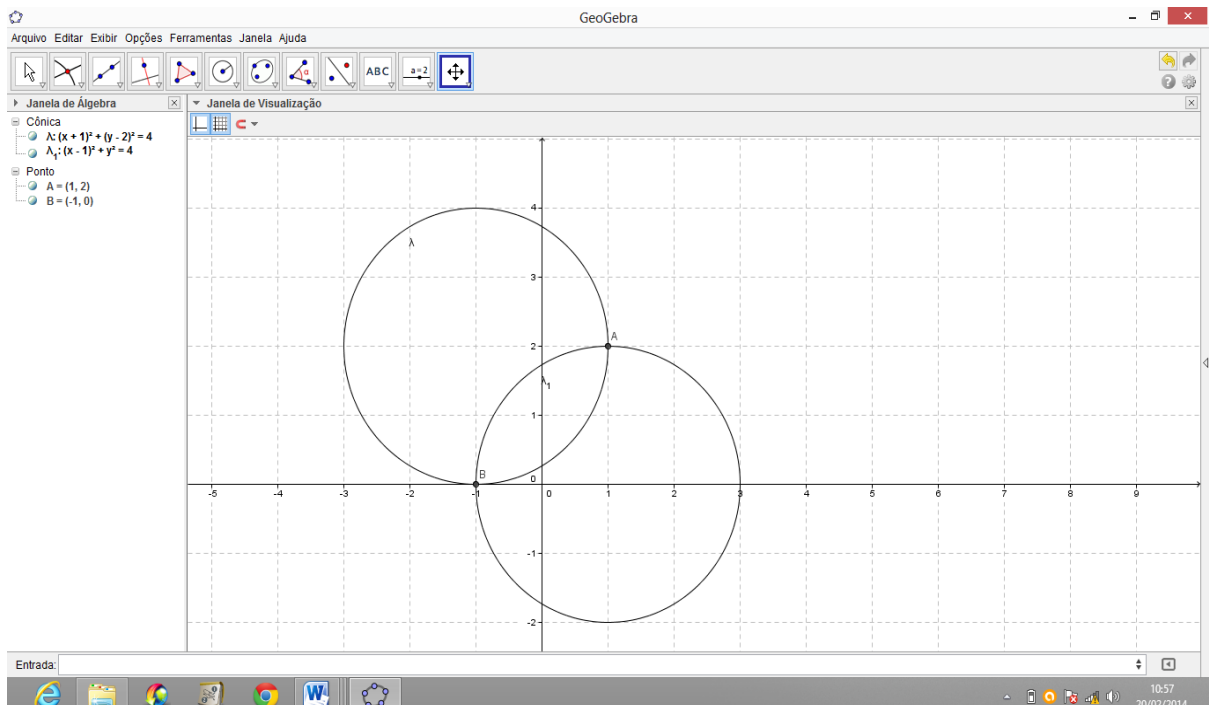 GeoGebra
Arquivo Editar Exibir Opções Ferramentas Janela Ajuda
ABC
a=2
Janela de Álgebra
Janela de Visualização
Cônica
λ: (x + 1)² + (y - 2)² = 4
λ₁: (x - 1)² + y² = 4
Ponto
A = (1, 2)
B = (-1, 0)
4
λ
3
2
A
λ₁
1
B
0
-5 -4 -3 -2 -1 0 1 2 3 4 5 6 7 8 9
-1
-2
Entrada:
W
10:57
20/02/2014